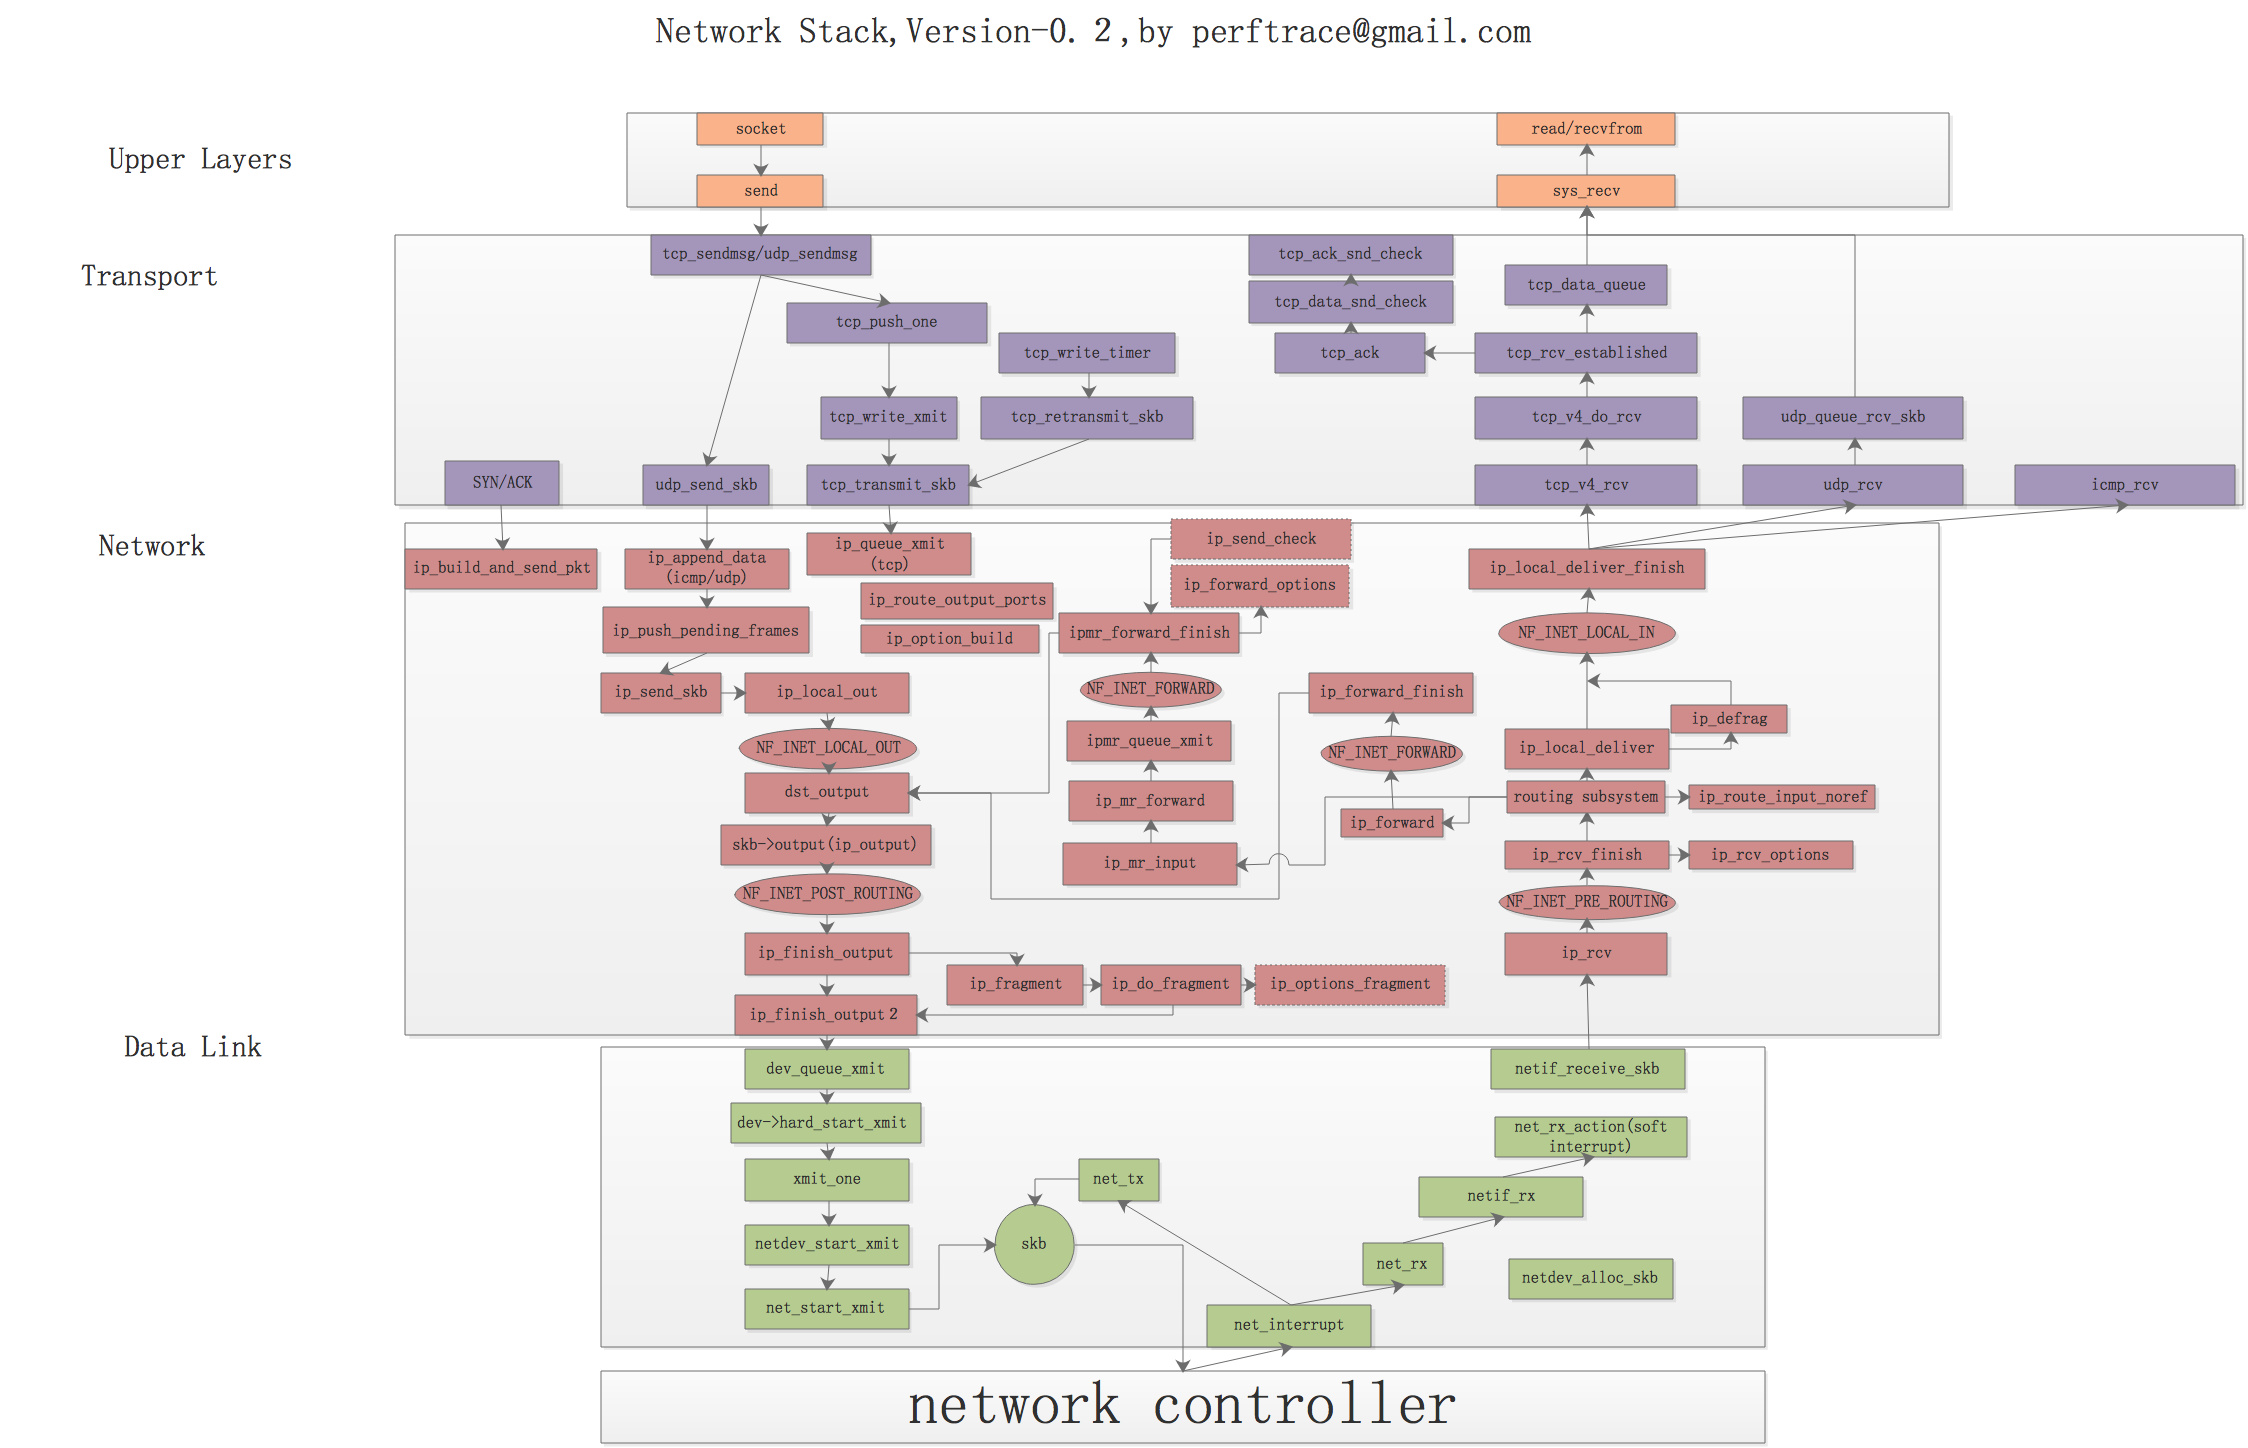 Network Stack,Version-0.２,by perftrace@gmail.com
Upper Layers
socket
read/recvfrom
send
sys_recv
Transport
tcp_sendmsg/udp_sendmsg
tcp_ack_snd_check
tcp_data_queue
tcp_data_snd_check
tcp_push_one
tcp_write_timer
tcp_ack
tcp_rcv_established
tcp_write_xmit
tcp_retransmit_skb
tcp_v4_do_rcv
udp_queue_rcv_skb
SYN/ACK
udp_send_skb
tcp_transmit_skb
tcp_v4_rcv
udp_rcv
icmp_rcv
Network
ip_build_and_send_pkt
ip_append_data
(icmp/udp)
ip_queue_xmit
(tcp)
ip_send_check
ip_local_deliver_finish
ip_forward_options
ip_route_output_ports
ip_push_pending_frames
ip_option_build
ipmr_forward_finish
NF_INET_LOCAL_IN
ip_send_skb
ip_local_out
NF_INET_FORWARD
ip_forward_finish
ip_defrag
NF_INET_LOCAL_OUT
ipmr_queue_xmit
NF_INET_FORWARD
ip_local_deliver
dst_output
ip_mr_forward
routing subsystem
ip_route_input_noref
ip_forward
skb->output(ip_output)
ip_mr_input
ip_rcv_finish
ip_rcv_options
NF_INET_POST_ROUTING
NF_INET_PRE_ROUTING
ip_finish_output
ip_rcv
ip_fragment
ip_do_fragment
ip_options_fragment
ip_finish_output２
Data Link
dev_queue_xmit
netif_receive_skb
dev->hard_start_xmit
net_rx_action(soft
interrupt)
xmit_one
net_tx
netif_rx
netdev_start_xmit
skb
net_rx
netdev_alloc_skb
net_start_xmit
net_interrupt
network controller